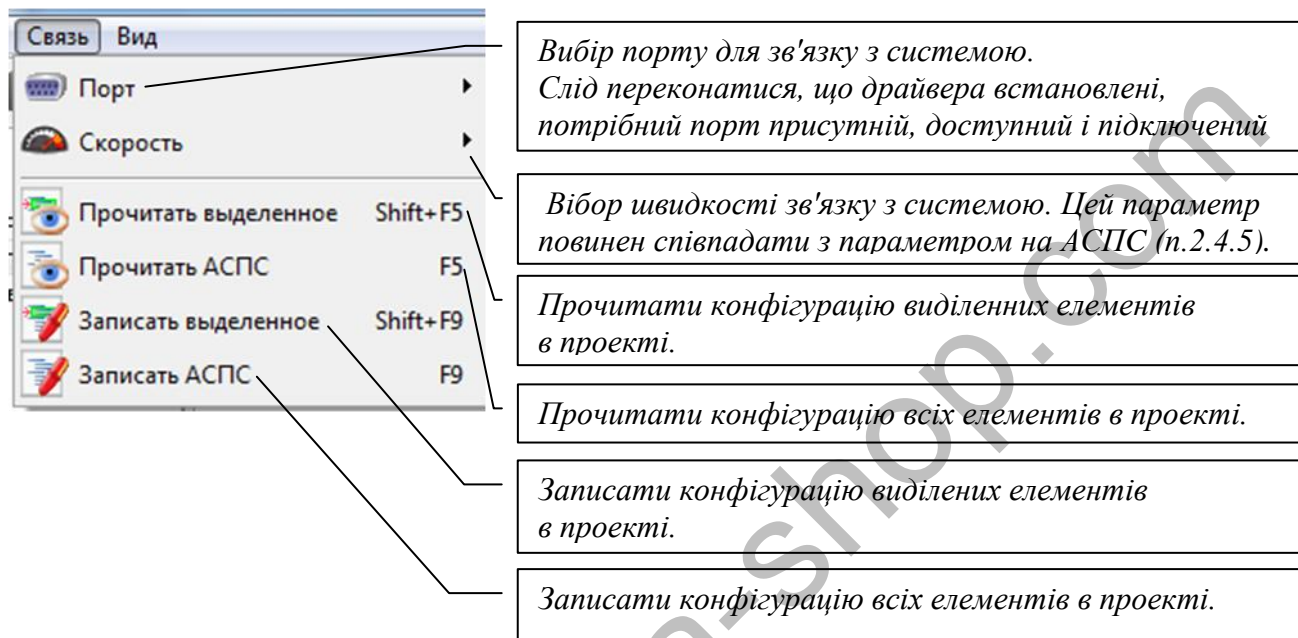 Связь Вид
Порт
Скорость
Прочитать выделенное Shift+F5
Прочитать АСПС F5
Записать выделенное Shift+F9
Записать АСПС F9
Вибір порту для зв'язку з системою.
Слід переконатися, що драйвера встановлені,
потрібний порт присутній, доступний і підключений
Вібор швидкості зв'язку з системою. Цей параметр
повинен співпадати з параметром на АСПС (п.2.4.5).
Прочитати конфігурацію виділенних елементів
в проекті.
Прочитати конфігурацію всіх елементів в проекті.
Записати конфігурацію виділених елементів
в проекті.
Записати конфігурацію всіх елементів в проекті.
-shop.com